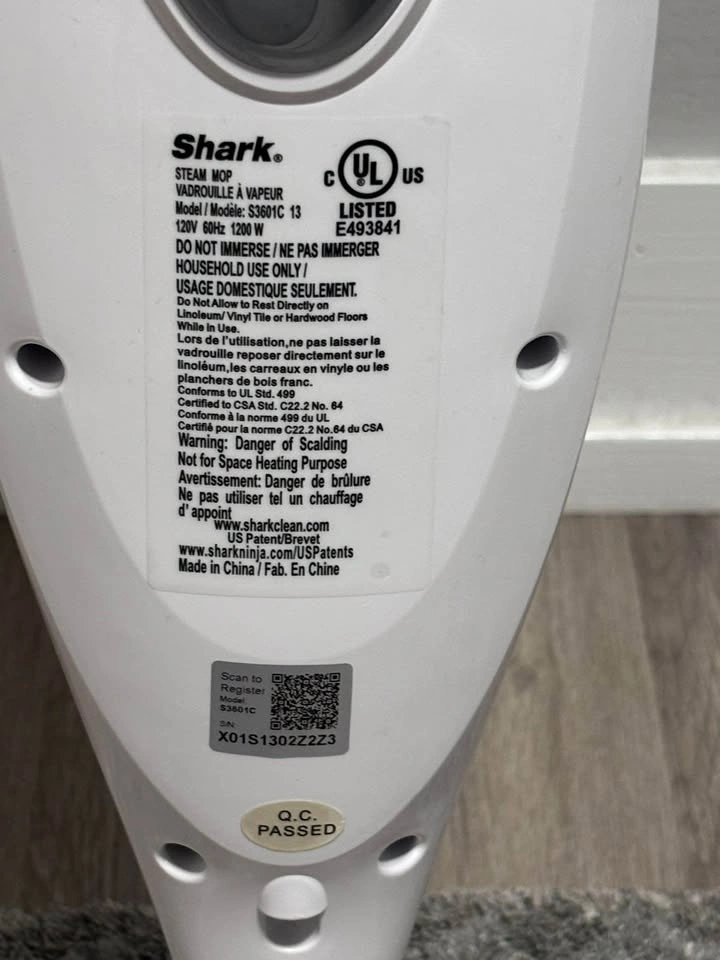 Shark®
STEAM MOP
VADROUILLE À VAPEUR
Model / Modèle: S3601C 13
120V 60Hz 1200 W
C UL ® US
LISTED
E493841
DO NOT IMMERSE / NE PAS IMMERGER
HOUSEHOLD USE ONLY /
USAGE DOMESTIQUE SEULEMENT.
Do Not Allow to Rest Directly on
Linoleum/ Vinyl Tile or Hardwood Floors
While in Use.
Lors de l'utilisation,ne pas laisser la
vadrouille reposer directement sur le
linoléum,les carreaux en vinyle ou les
planchers de bois franc.
Conforms to UL Std. 499
Certified to CSA Std. C22.2 No. 64
Conforme à la norme 499 du UL
Certifié pour la norme C22.2 No.64 du CSA
Warning: Danger of Scalding
Not for Space Heating Purpose
Avertissement: Danger de brûlure
Ne pas utiliser tel un chauffage
d' appoint
www.sharkclean.com
US Patent/Brevet
www.sharkninja.com/USPatents
Made in China / Fab. En Chine
Scan to
Register
Model:
S3601C
S/N:
X01S1302Z2Z3
Q.C.
PASSED